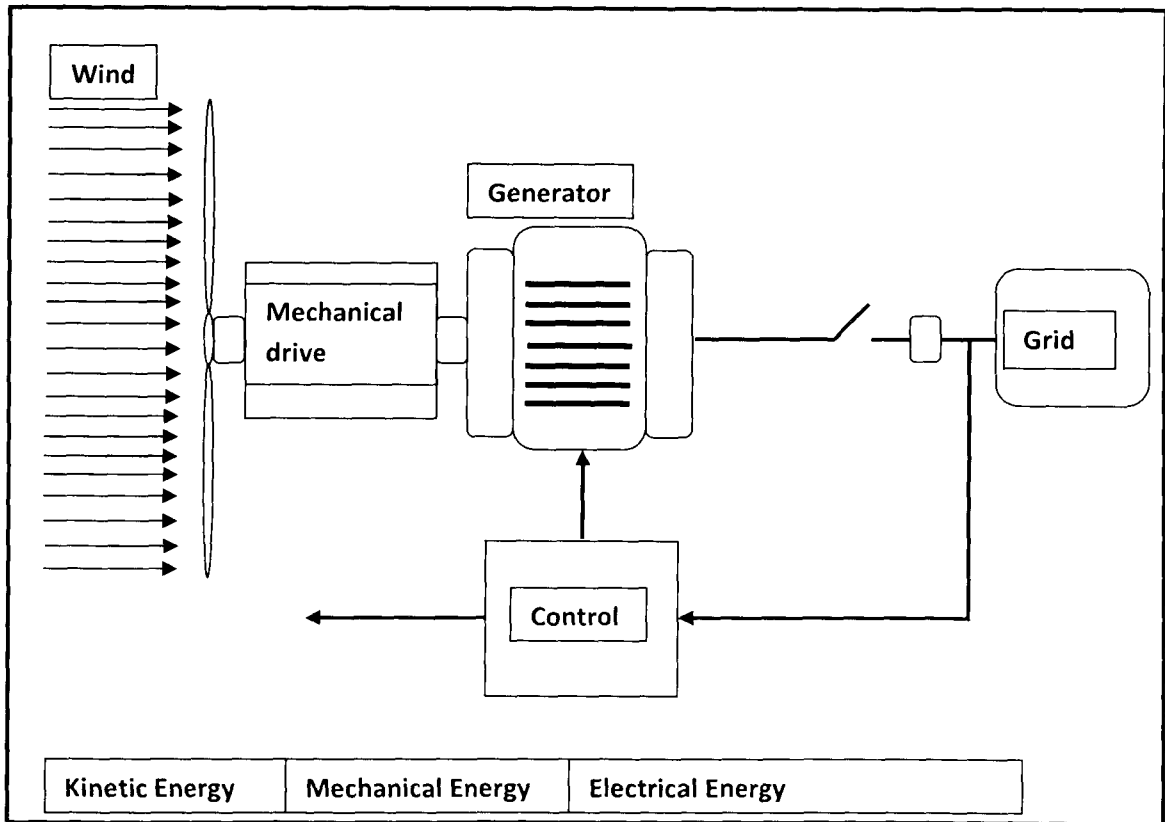 Wind
Generator
Mechanical
drive
Grid
Control
Kinetic Energy
Mechanical Energy
Electrical Energy